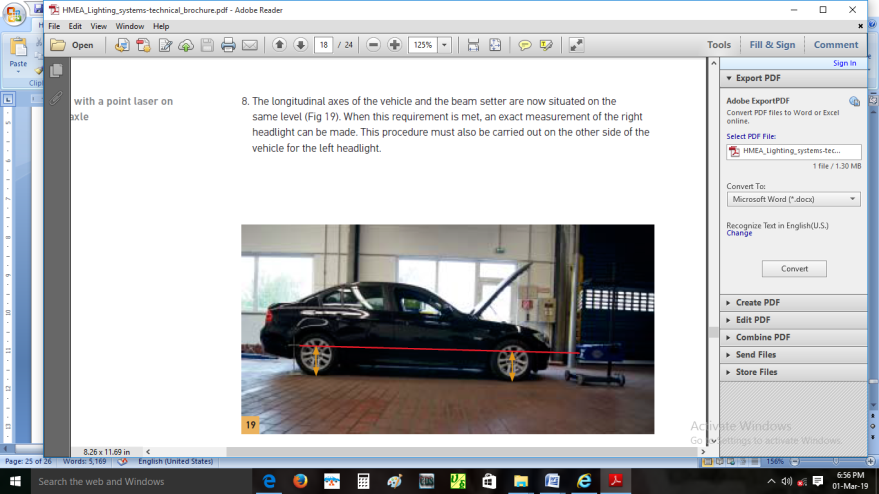 HMEA_Lighting_systems-technical_brochure.pdf - Adobe Reader
File Edit View Window Help
Open 18 / 24 125% Tools Fill & Sign Comment
Sign In
Paste
Clip
with a point laser on
axle
8. The longitudinal axes of the vehicle and the beam setter are now situated on the
same level (Fig 19). When this requirement is met, an exact measurement of the right
headlight can be made. This procedure must also be carried out on the other side of the
vehicle for the left headlight.
19
Export PDF
Adobe ExportPDF
Convert PDF files to Word or Excel
online.
Select PDF File:
HMEA_Lighting_systems-tec...
1 file / 1.30 MB
Convert To:
Microsoft Word (*.docx)
Recognize Text in English(U.S.)
Change
Convert
Create PDF
Edit PDF
Combine PDF
Send Files
Store Files
Activate Windows
Go to Settings to activate Windows.
8.26 x 11.69 in
Page: 25 of 26 Words: 5,169 English (United States) 156%
Search the web and Windows
6:56 PM
01-Mar-19